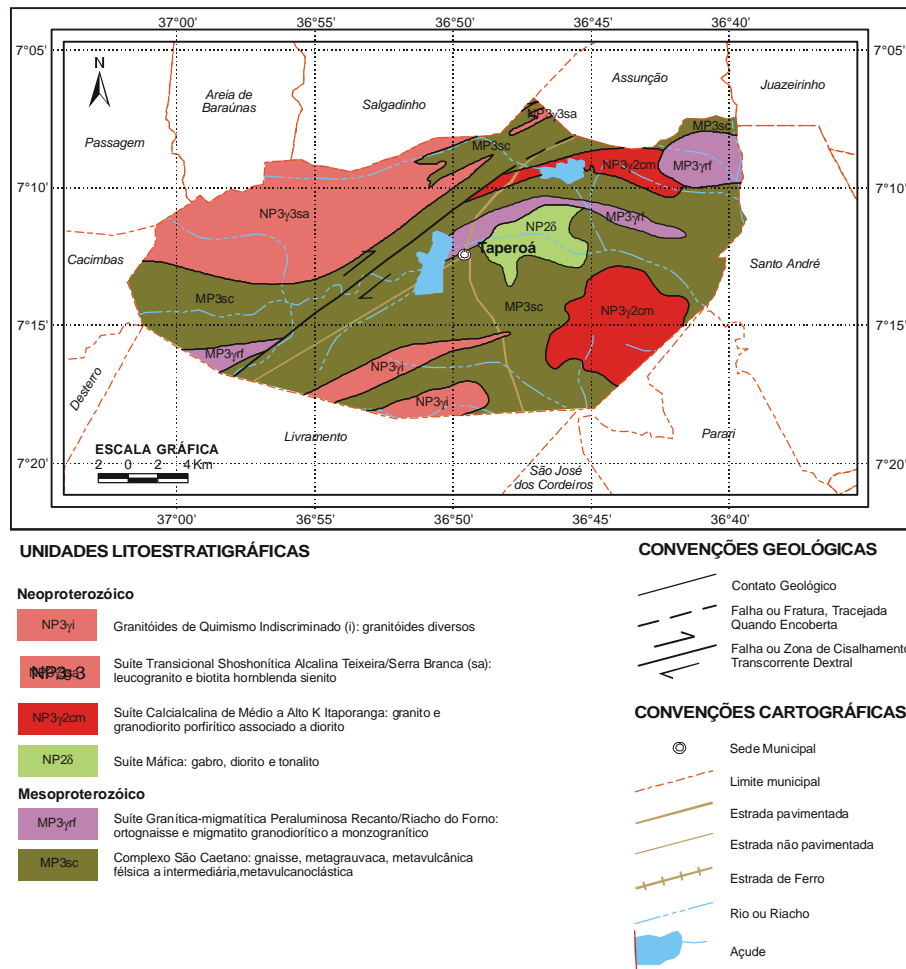 37°00' 36°55' 36°50' 36°45' 36°40'
7°05' 7°05'
N
Areia de
Baraúnas
Salgadinho
Assunção
Juazeirinho
Passagem
NP3γ3sa
MP3sc
MP3sc
NP3γ2cm
MP3γrf
7°10' 7°10'
NP3γ3sa
MP3γrf
NP2δ
Taperoá
Cacimbas
Santo André
MP3sc
MP3sc
NP3γ2cm
7°15' 7°15'
MP3γrf
NP3γi
NP3γi
Desterro
Livramento
Parari
ESCALA GRÁFICA
2 0 2 4 Km
São José
dos Cordeiros
7°20' 7°20'
37°00' 36°55' 36°50' 36°45' 36°40'
UNIDADES LITOESTRATIGRÁFICAS
Neoproterozóico
NP3γi Granitóides de Quimismo Indiscriminado (i): granitóides diversos
Suíte Transicional Shoshonítica Alcalina Teixeira/Serra Branca (sa):
leucogranito e biotita hornblenda sienito
NP3γ2cm Suíte Calcialcalina de Médio a Alto K Itaporanga: granito e
granodiorito porfirítico associado a diorito
NP2δ Suíte Máfica: gabro, diorito e tonalito
Mesoproterozóico
MP3γrf Suíte Granítica-migmatítica Peraluminosa Recanto/Riacho do Forno:
ortognaisse e migmatito granodiorítico a monzogranítico
MP3sc Complexo São Caetano: gnaisse, metagrauvaca, metavulcânica
félsica a intermediária,metavulcanoclástica
CONVENÇÕES GEOLÓGICAS
Contato Geológico
Falha ou Fratura, Tracejada
Quando Encoberta
Falha ou Zona de Cisalhamento
Transcorrente Dextral
CONVENÇÕES CARTOGRÁFICAS
Sede Municipal
Limite municipal
Estrada pavimentada
Estrada não pavimentada
Estrada de Ferro
Rio ou Riacho
Açude